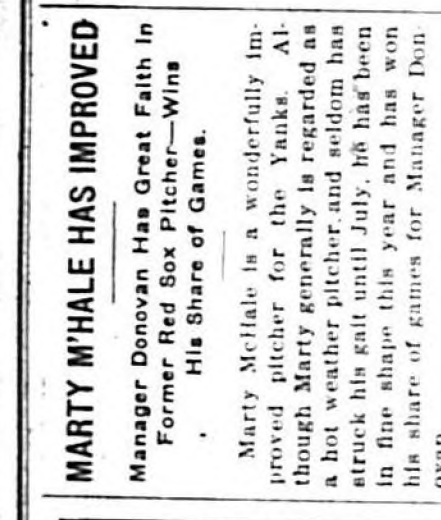 MARTY M'HALE HAS IMPROVED
Manager Donovan Has Great Faith In
Former Red Sox Pitcher—Wins
His Share of Games.
Marty McHale is a wonderfully im-
proved pitcher for the Yanks. Al-
though Marty generally is regarded as
a hot weather pitcher and seldom has
struck his gait until July, he has been
in fine shape this year and has won
his share of games for Manager Don-
ovan